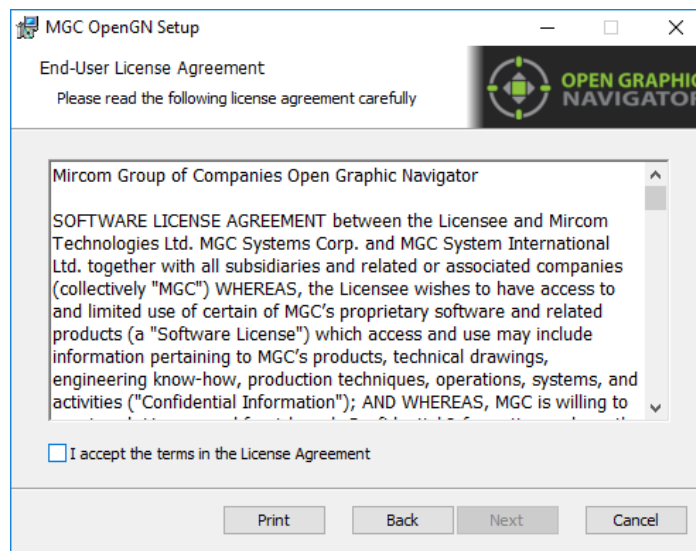 MGC OpenGN Setup
End-User License Agreement
Please read the following license agreement carefully
OPEN GRAPHIC
NAVIGATOR
Mircom Group of Companies Open Graphic Navigator
SOFTWARE LICENSE AGREEMENT between the Licensee and Mircom
Technologies Ltd. MGC Systems Corp. and MGC System International
Ltd. together with all subsidiaries and related or associated companies
(collectively "MGC") WHEREAS, the Licensee wishes to have access to
and limited use of certain of MGC’s proprietary software and related
products (a "Software License") which access and use may include
information pertaining to MGC’s products, technical drawings,
engineering know-how, production techniques, operations, systems, and
activities ("Confidential Information"); AND WHEREAS, MGC is willing to
I accept the terms in the License Agreement
Print
Back
Next
Cancel